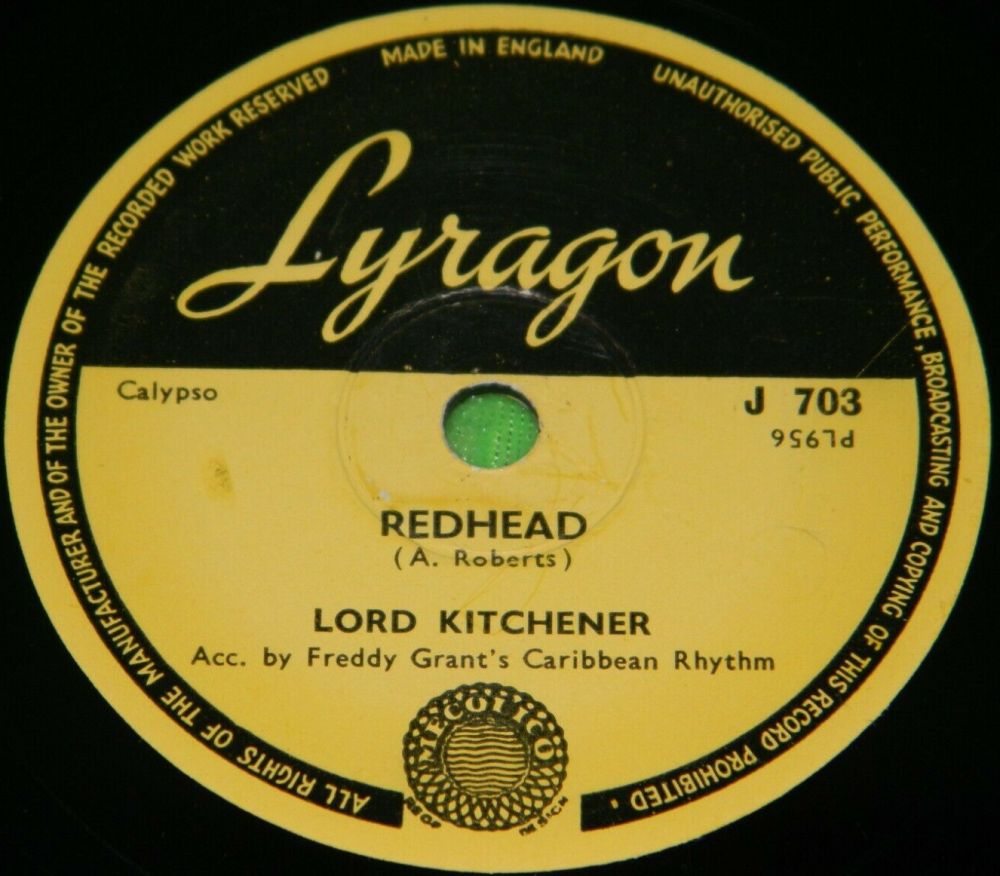 ALL RIGHTS OF THE MANUFACTURER AND OF THE OWNER OF THE RECORDED WORK RESERVED
MADE IN ENGLAND
UNAUTHORISED PUBLIC PERFORMANCE, BROADCASTING AND COPYING OF THIS RECORD PROHIBITED.
Lyragon
Calypso
J 703
PL956
REDHEAD
(A. Roberts)
LORD KITCHENER
Acc. by Freddy Grant's Caribbean Rhythm
MECOLICO
REGD DESIGN